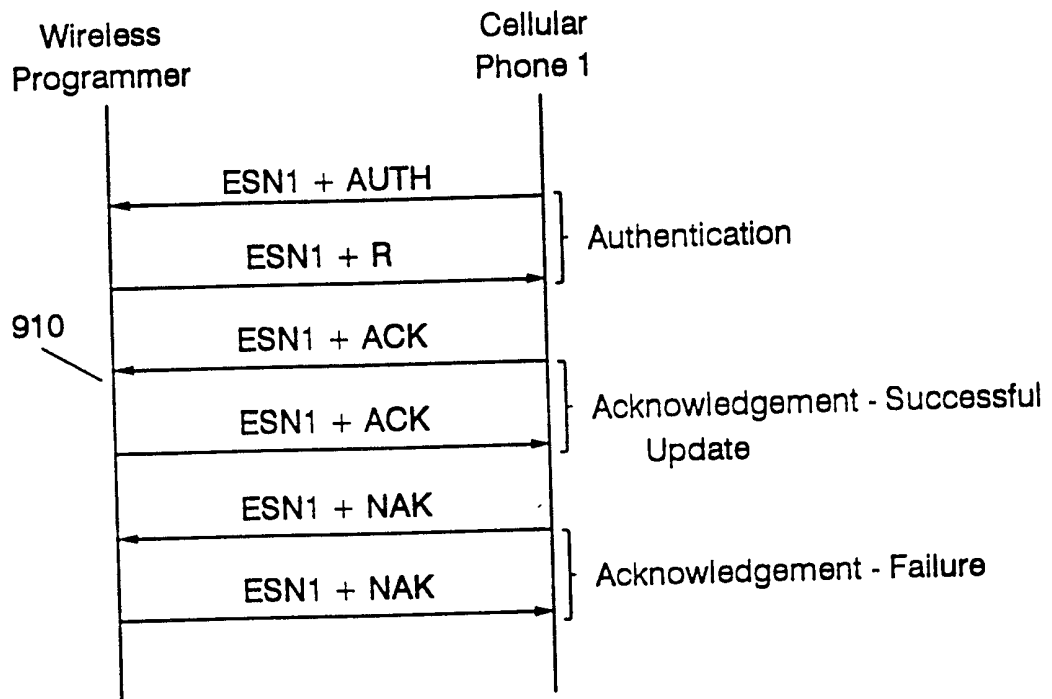 Wireless
Programmer
Cellular
Phone 1
ESN1 + AUTH
Authentication
ESN1 + R
910
ESN1 + ACK
Acknowledgement - Successful
Update
ESN1 + ACK
ESN1 + NAK
Acknowledgement - Failure
ESN1 + NAK